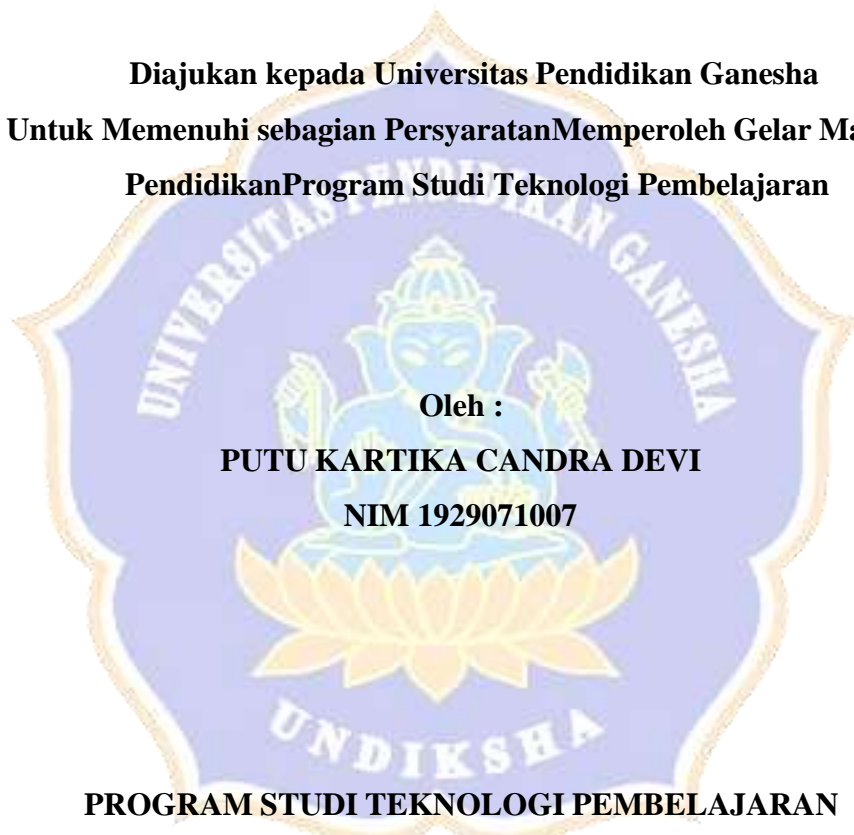 Diajukan kepada Universitas Pendidikan Ganesha
Untuk Memenuhi sebagian PersyaratanMemperoleh Gelar Ma
PendidikanProgram Studi Teknologi Pembelajaran
UNIVERSITAS PENDIDIKAN GANESHA
Oleh :
PUTU KARTIKA CANDRA DEVI
NIM 1929071007
UNDIKSHA
PROGRAM STUDI TEKNOLOGI PEMBELAJARAN